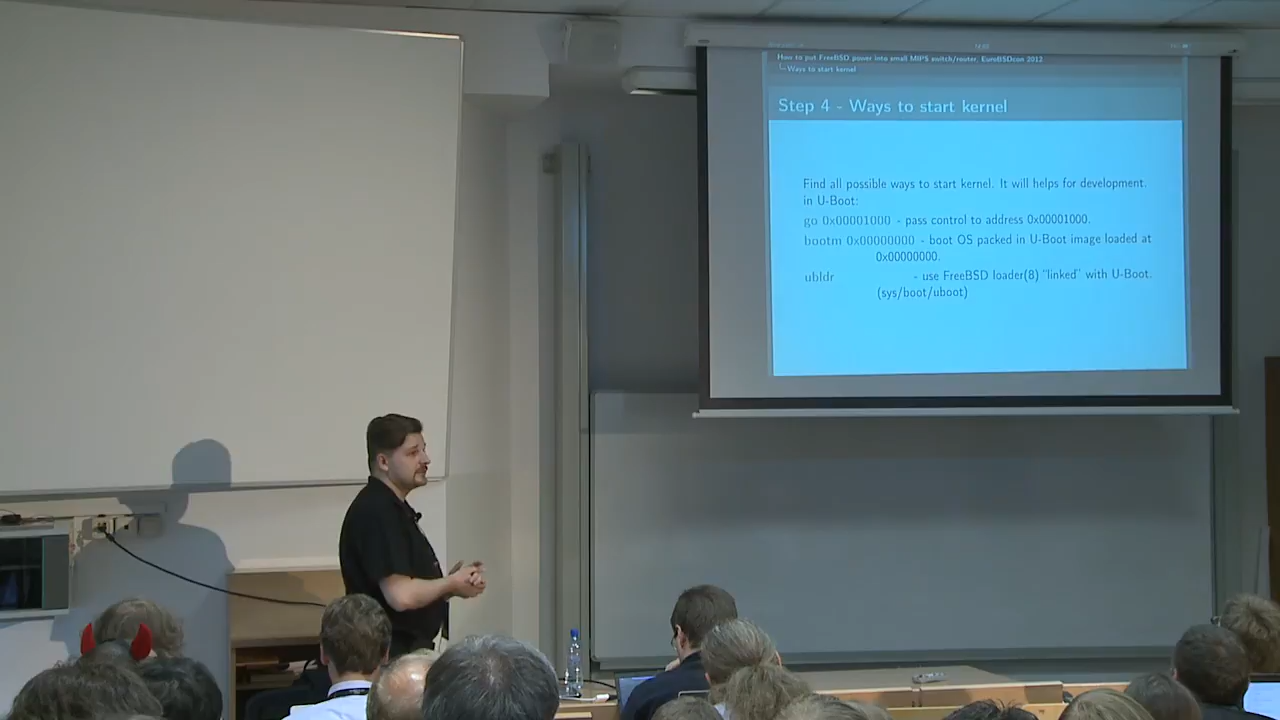 How to put FreeBSD power into small MIPS switch/router, EuroBSDcon 2012
Ways to start kernel
Step 4 - Ways to start kernel
Find all possible ways to start kernel. It will helps for development.
in U-Boot:
go 0x00001000 - pass control to address 0x00001000.
bootm 0x00000000 - boot OS packed in U-Boot image loaded at
0x00000000.
ubldr - use FreeBSD loader(8) "linked" with U-Boot.
(sys/boot/uboot)